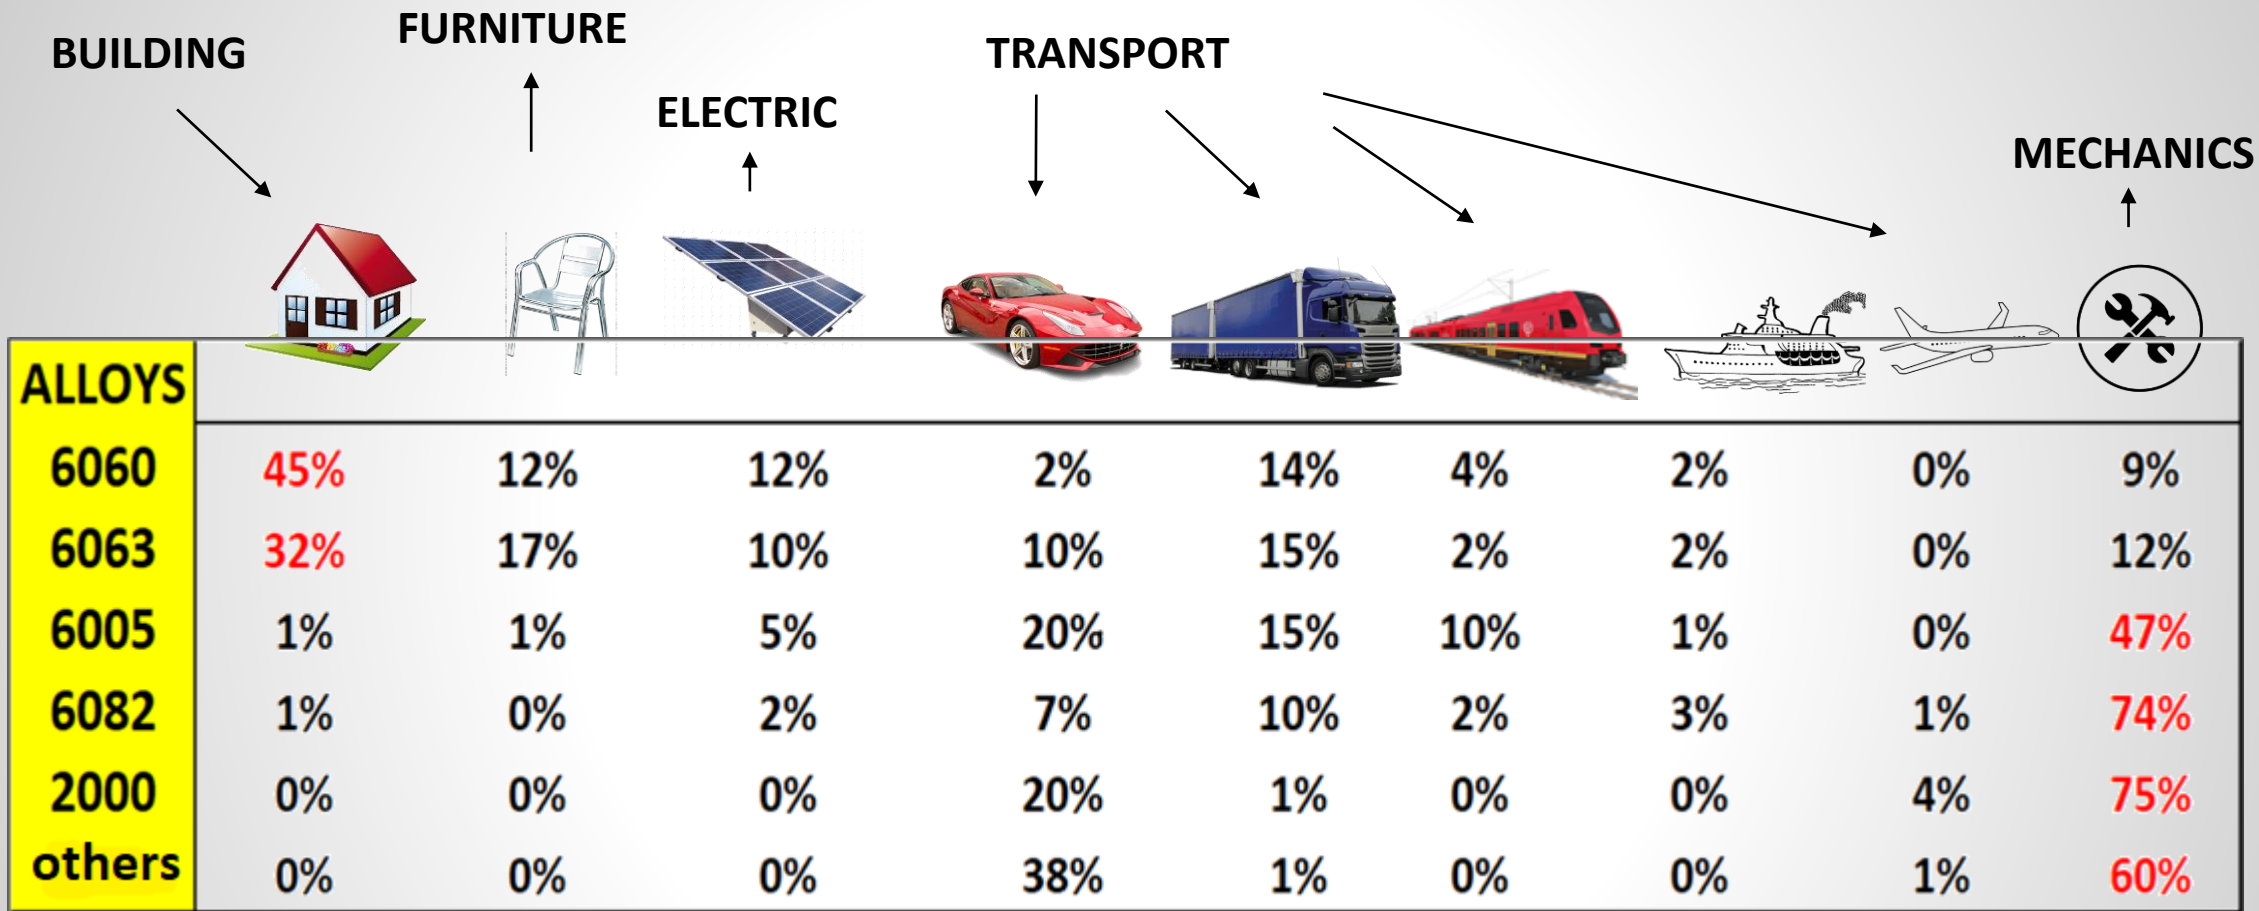 FURNITURE
BUILDING
TRANSPORT
ELECTRIC
MECHANICS
ALLOYS
6060 45% 12% 12% 2% 14% 4% 2% 0% 9%
6063 32% 17% 10% 10% 15% 2% 2% 0% 12%
6005 1% 1% 5% 20% 15% 10% 1% 0% 47%
6082 1% 0% 2% 7% 10% 2% 3% 1% 74%
2000 0% 0% 0% 20% 1% 0% 0% 4% 75%
others 0% 0% 0% 38% 1% 0% 0% 1% 60%